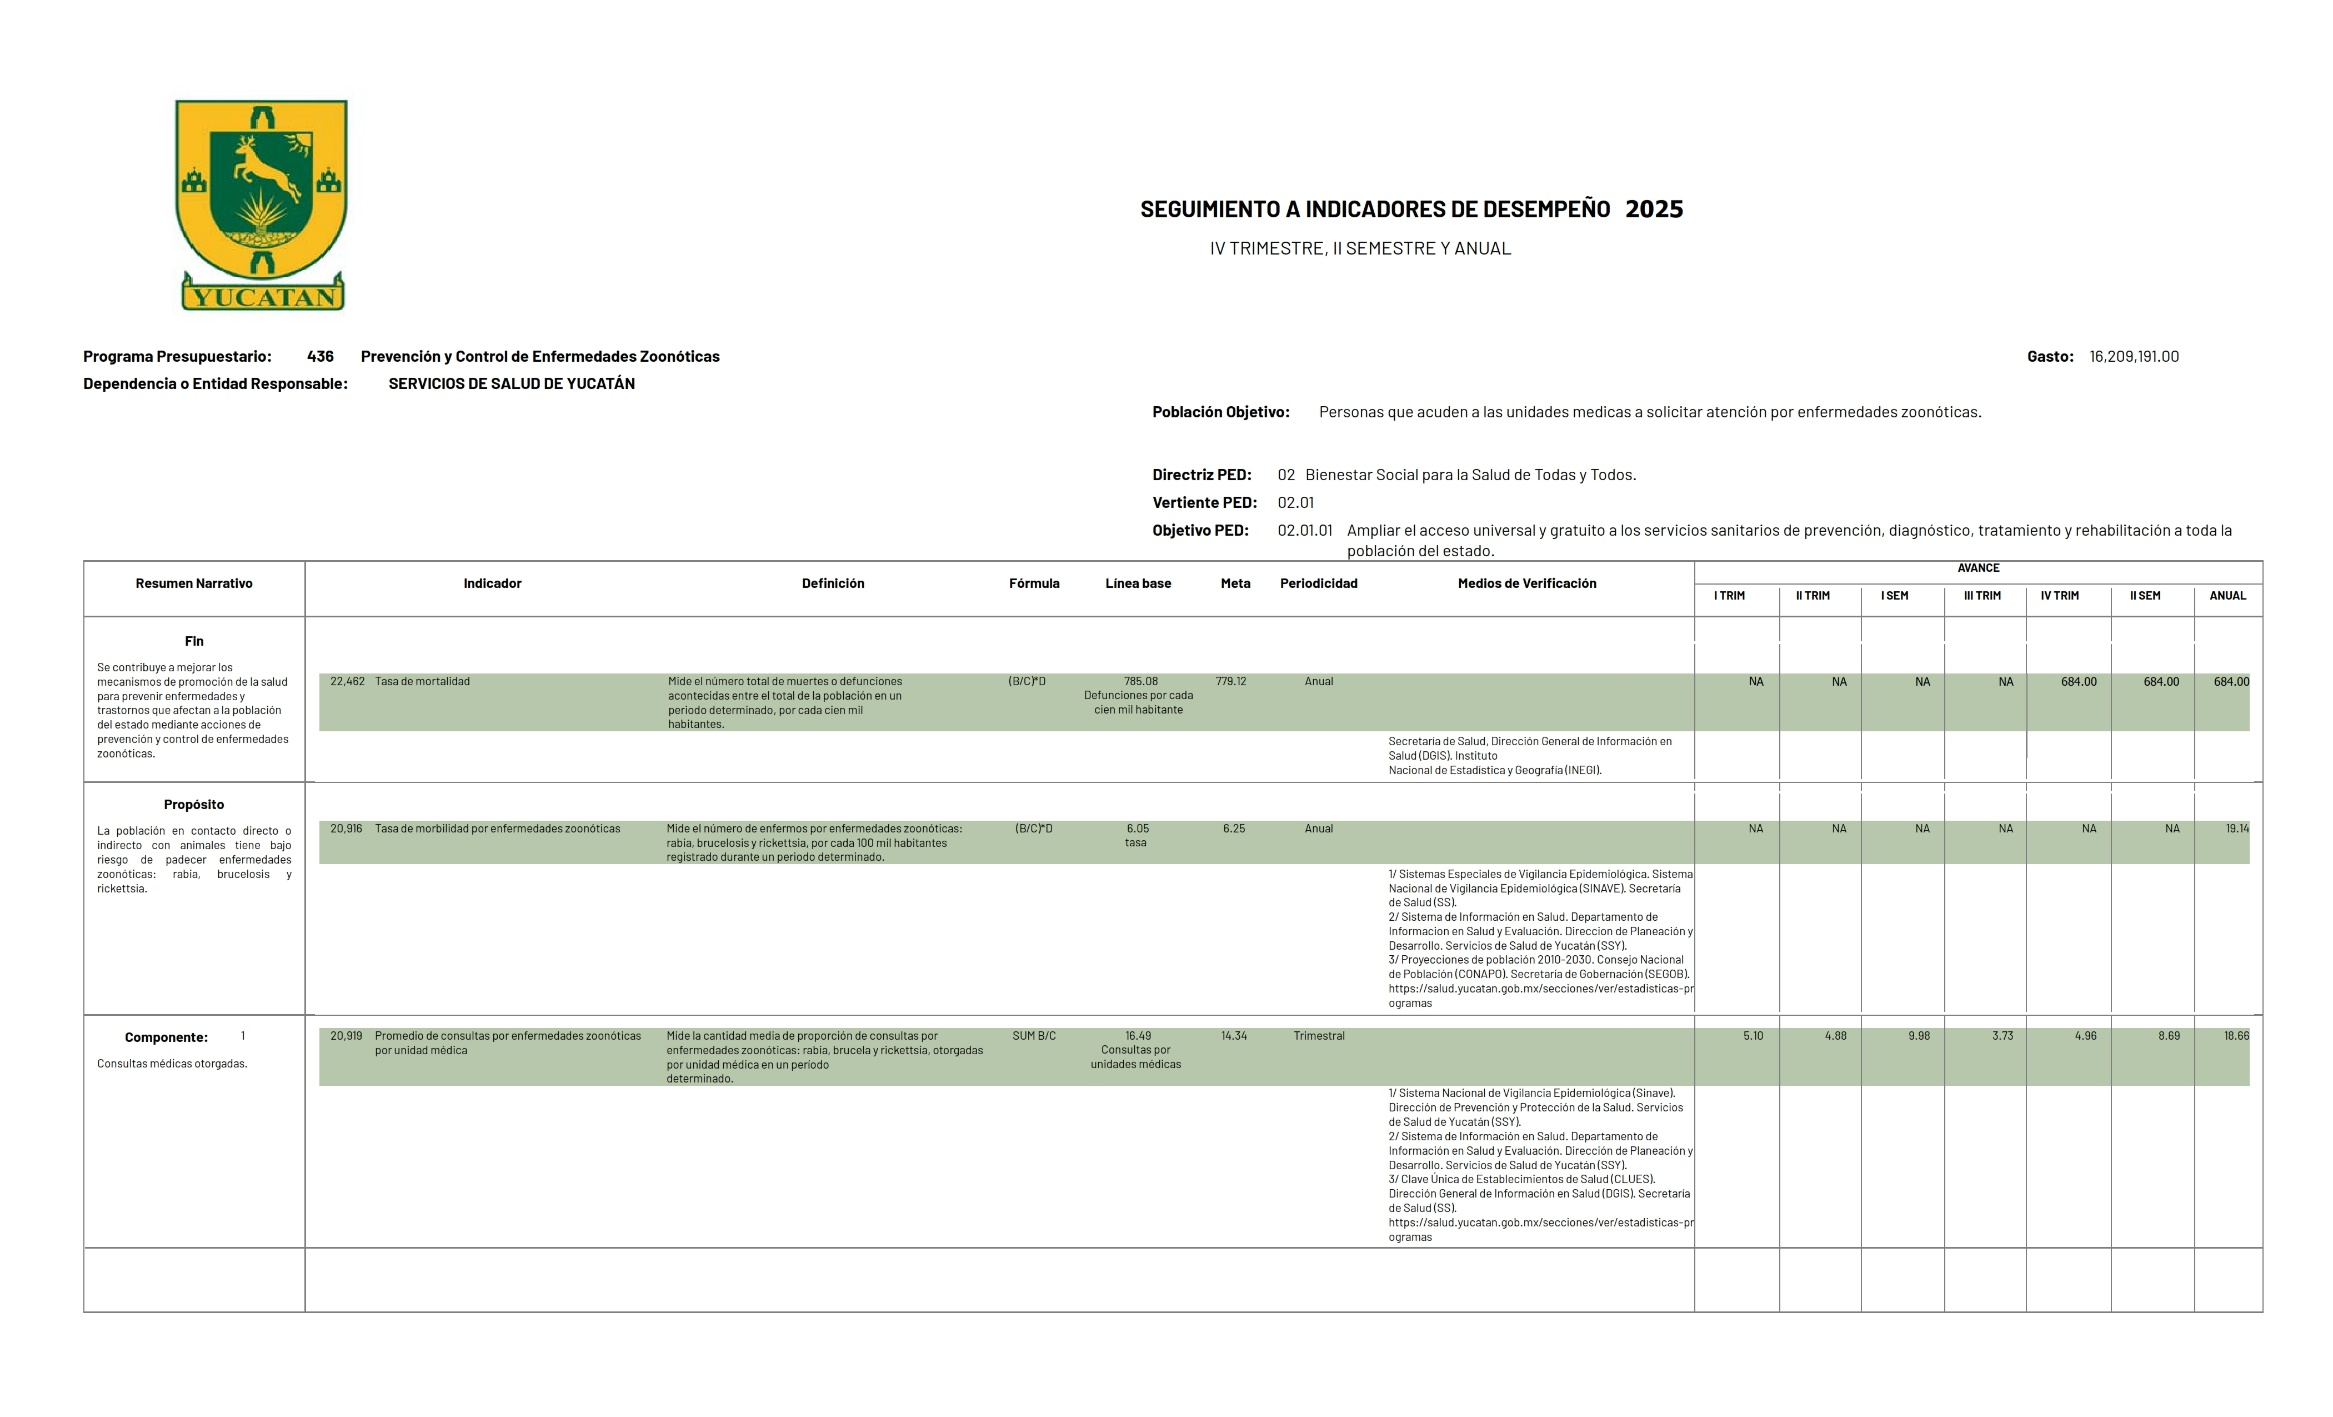 YUCATAN
SEGUIMIENTO A INDICADORES DE DESEMPEÑO 2025
IV TRIMESTRE, II SEMESTRE Y ANUAL
Programa Presupuestario: 436 Prevención y Control de Enfermedades Zoonóticas
Gasto: 16,209,191.00
Dependencia o Entidad Responsable: SERVICIOS DE SALUD DE YUCATÁN
Población Objetivo: Personas que acuden a las unidades medicas a solicitar atención por enfermedades zoonóticas.
Directriz PED: 02 Bienestar Social para la Salud de Todas y Todos.
Vertiente PED: 02.01
Objetivo PED: 02.01.01 Ampliar el acceso universal y gratuito a los servicios sanitarios de prevención, diagnóstico, tratamiento y rehabilitación a toda la
población del estado.
Resumen Narrativo Indicador Definición Fórmula Línea base Meta Periodicidad Medios de Verificación AVANCE
I TRIM II TRIM I SEM III TRIM IV TRIM II SEM ANUAL
Fin
Se contribuye a mejorar los
mecanismos de promoción de la salud
para prevenir enfermedades y
trastornos que afectan a la población
del estado mediante acciones de
prevención y control de enfermedades
zoonóticas.
22,462 Tasa de mortalidad
Mide el número total de muertes o defunciones
acontecidas entre el total de la población en un
periodo determinado, por cada cien mil
habitantes.
(B/C)*D
785.08
Defunciones por cada
cien mil habitante
779.12
Anual
NA NA NA NA 684.00 684.00 684.00
Secretaría de Salud, Dirección General de Información en
Salud (DGIS). Instituto
Nacional de Estadística y Geografía (INEGI).
Propósito
La población en contacto directo o
indirecto con animales tiene bajo
riesgo de padecer enfermedades
zoonóticas: rabia, brucelosis y
rickettsia.
20,916 Tasa de morbilidad por enfermedades zoonóticas
Mide el número de enfermos por enfermedades zoonóticas:
rabia, brucelosis y rickettsia, por cada 100 mil habitantes
registrado durante un periodo determinado.
(B/C)*D
6.05
tasa
6.25
Anual
NA NA NA NA NA NA 19.14
1/ Sistemas Especiales de Vigilancia Epidemiológica. Sistema
Nacional de Vigilancia Epidemiológica (SINAVE). Secretaría
de Salud (SS).
2/ Sistema de Información en Salud. Departamento de
Informacion en Salud y Evaluación. Direccion de Planeación y
Desarrollo. Servicios de Salud de Yucatán (SSY).
3/ Proyecciones de población 2010-2030. Consejo Nacional
de Población (CONAPO). Secretaría de Gobernación (SEGOB).
https://salud.yucatan.gob.mx/secciones/ver/estadisticas-pr
ogramas
Componente: 1
Consultas médicas otorgadas.
20,919 Promedio de consultas por enfermedades zoonóticas
por unidad médica
Mide la cantidad media de proporción de consultas por
enfermedades zoonóticas: rabia, brucela y rickettsia, otorgadas
por unidad médica en un período
determinado.
SUM B/C
16.49
Consultas por
unidades médicas
14.34
Trimestral
5.10 4.88 9.98 3.73 4.96 8.69 18.66
1/ Sistema Nacional de Vigilancia Epidemiológica (Sinave).
Dirección de Prevención y Protección de la Salud. Servicios
de Salud de Yucatán (SSY).
2/ Sistema de Información en Salud. Departamento de
Información en Salud y Evaluación. Dirección de Planeación y
Desarrollo. Servicios de Salud de Yucatán (SSY).
3/ Clave Única de Establecimientos de Salud (CLUES).
Dirección General de Información en Salud (DGIS). Secretaría
de Salud (SS).
https://salud.yucatan.gob.mx/secciones/ver/estadisticas-pr
ogramas